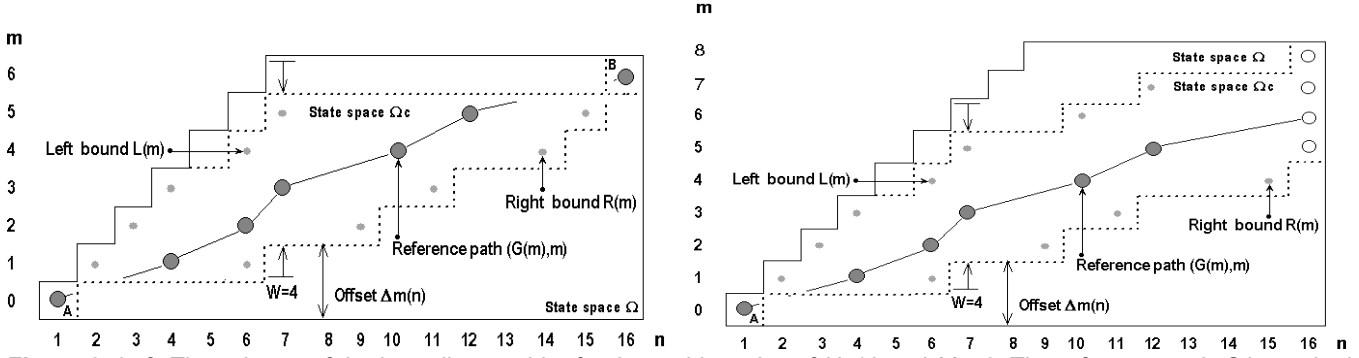 m
6
5
4
3
2
1
0
B
State space Ωc
Left bound L(m)
Right bound R(m)
Reference path (G(m),m)
W=4
Offset Δm(n)
State space Ω
A
1 2 3 4 5 6 7 8 9 10 11 12 13 14 15 16 n
m
8
7
6
5
4
3
2
1
0
State space Ω
State space Ωc
Left bound L(m)
Right bound R(m)
Reference path (G(m),m)
W=4
Offset Δm(n)
A
1 2 3 4 5 6 7 8 9 10 11 12 13 14 15 16 n